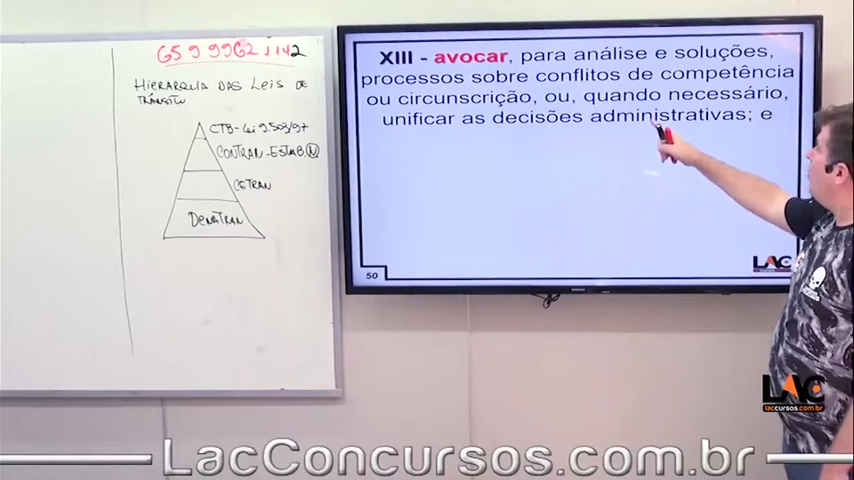 65 9 9962 1142
HIERARQUIA DAS LEIS DE
TRÂNSITO
CTB - Lei 9.503/97
CONTRAN - ESTAB. N
CETRAN
DENATRAN
XIII - avocar, para análise e soluções,
processos sobre conflitos de competência
ou circunscrição, ou, quando necessário,
unificar as decisões administrativas; e
50
LAC
LAC
laccursos.com.br
LacConcursos.com.br